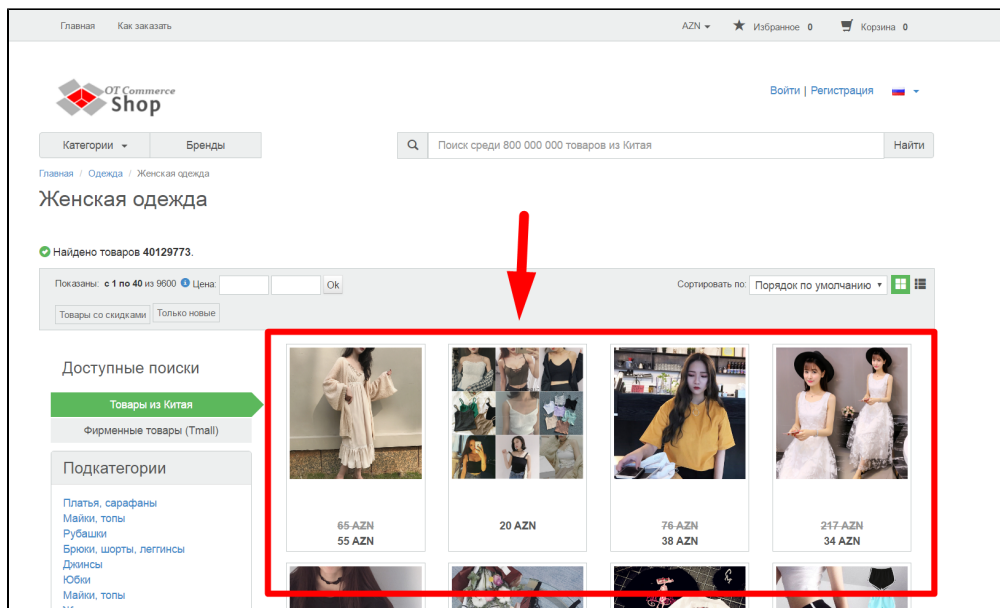 Главная Как заказать AZN Избранное 0 Корзина 0
OT Commerce
Shop
Войти | Регистрация
Категории Бренды Поиск среди 800 000 000 товаров из Китая Найти
Главная / Одежда / Женская одежда
Женская одежда
Найдено товаров 40129773.
Показаны: с 1 по 40 из 9600 Цена: Ok Сортировать по: Порядок по умолчанию
Товары со скидками Только новые
Доступные поиски
Товары из Китая
Фирменные товары (Tmall)
Подкатегории
Платья, сарафаны
Майки, топы
Рубашки
Брюки, шорты, леггинсы
Джинсы
Юбки
Майки, топы
65 AZN
55 AZN
20 AZN
76 AZN
38 AZN
217 AZN
34 AZN